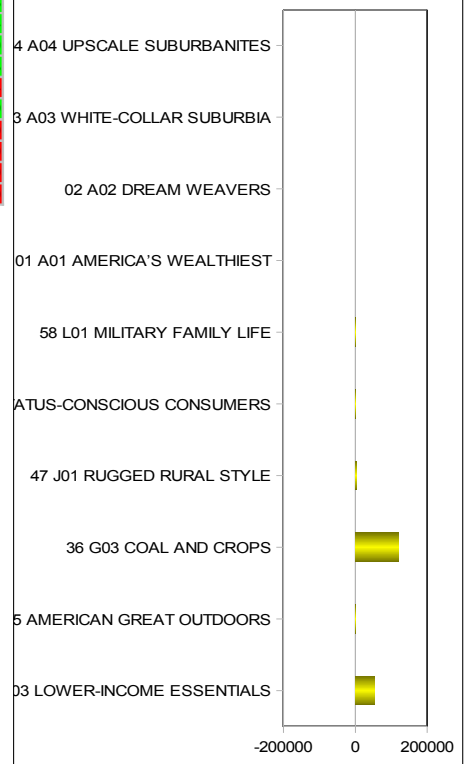 4 A04 UPSCALE SUBURBANITES
3 A03 WHITE-COLLAR SUBURBIA
02 A02 DREAM WEAVERS
01 A01 AMERICA'S WEALTHIEST
58 L01 MILITARY FAMILY LIFE
ATUS-CONSCIOUS CONSUMERS
47 J01 RUGGED RURAL STYLE
36 G03 COAL AND CROPS
5 AMERICAN GREAT OUTDOORS
03 LOWER-INCOME ESSENTIALS
-200000 0 200000